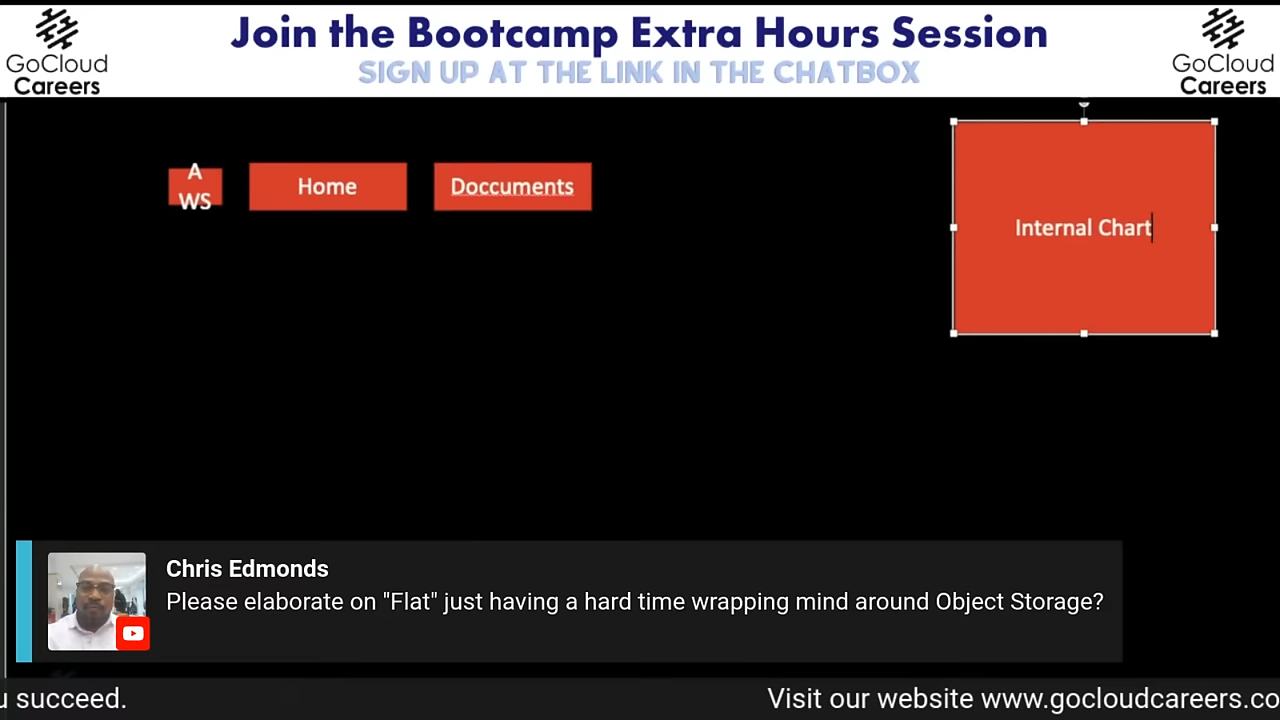 Join the Bootcamp Extra Hours Session
SIGN UP AT THE LINK IN THE CHATBOX
GoCloud
Careers
GoCloud
Careers
A
WS
Home
Doccuments
Internal Chart
Chris Edmonds
Please elaborate on "Flat" just having a hard time wrapping mind around Object Storage?
u succeed.
Visit our website www.gocloudcareers.co